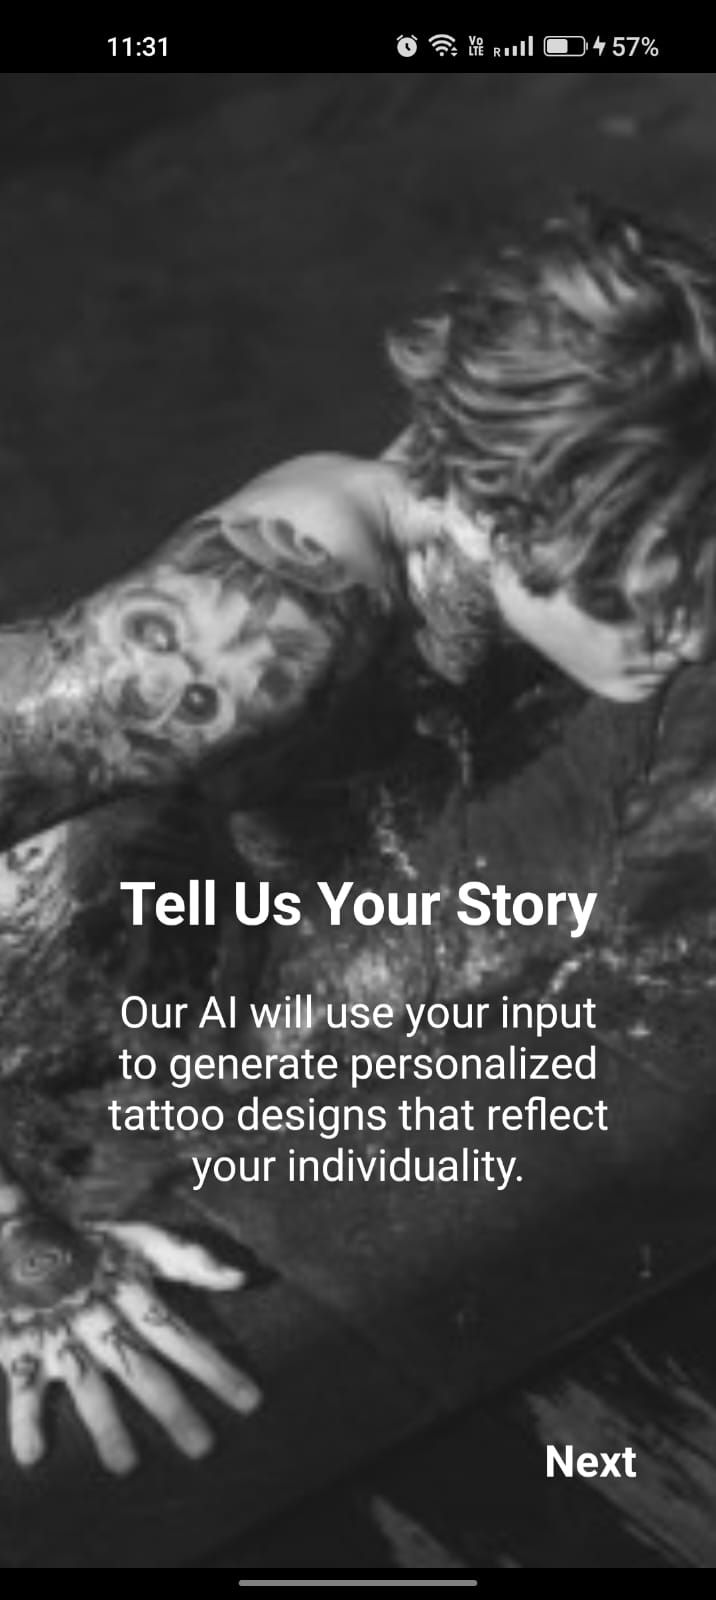 11:31
Vo
LTE
R
57%
Tell Us Your Story
Our AI will use your input
to generate personalized
tattoo designs that reflect
your individuality.
Next